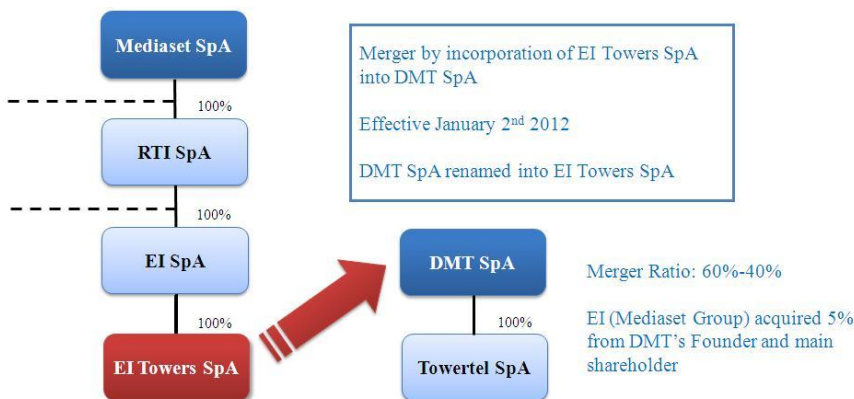 Mediaset SpA
100%
RTI SpA
100%
EI SpA
100%
EI Towers SpA
Merger by incorporation of EI Towers SpA
into DMT SpA
Effective January 2nd 2012
DMT SpA renamed into EI Towers SpA
DMT SpA
100%
Towertel SpA
Merger Ratio: 60%-40%
EI (Mediaset Group) acquired 5%
from DMT's Founder and main
shareholder